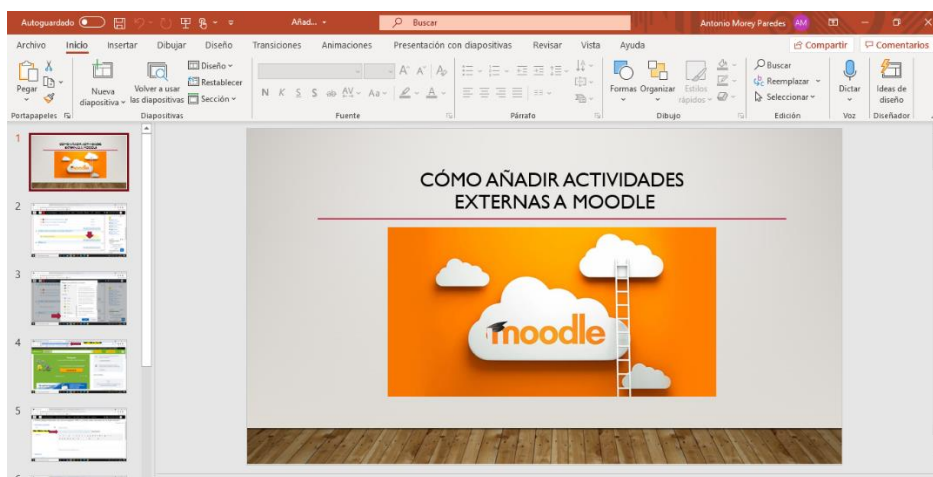 Autoguardado Añad... Buscar Antonio Morey Paredes AM
Archivo Inicio Insertar Dibujar Diseño Transiciones Animaciones Presentación con diapositivas Revisar Vista Ayuda Compartir Comentarios
Pegar
Portapapeles
Nueva diapositiva
Volver a usar las diapositivas
Diseño
Restablecer
Sección
Diapositivas
N K S S ab AV Aa A A A A
Fuente
Párrafo
Formas Organizar Estilos rápidos
Dibujo
Buscar
Reemplazar
Seleccionar
Edición
Dictar
Voz
Ideas de diseño
Diseñador
1
2
3
4
5
CÓMO AÑADIR ACTIVIDADES
EXTERNAS A MOODLE
moodle